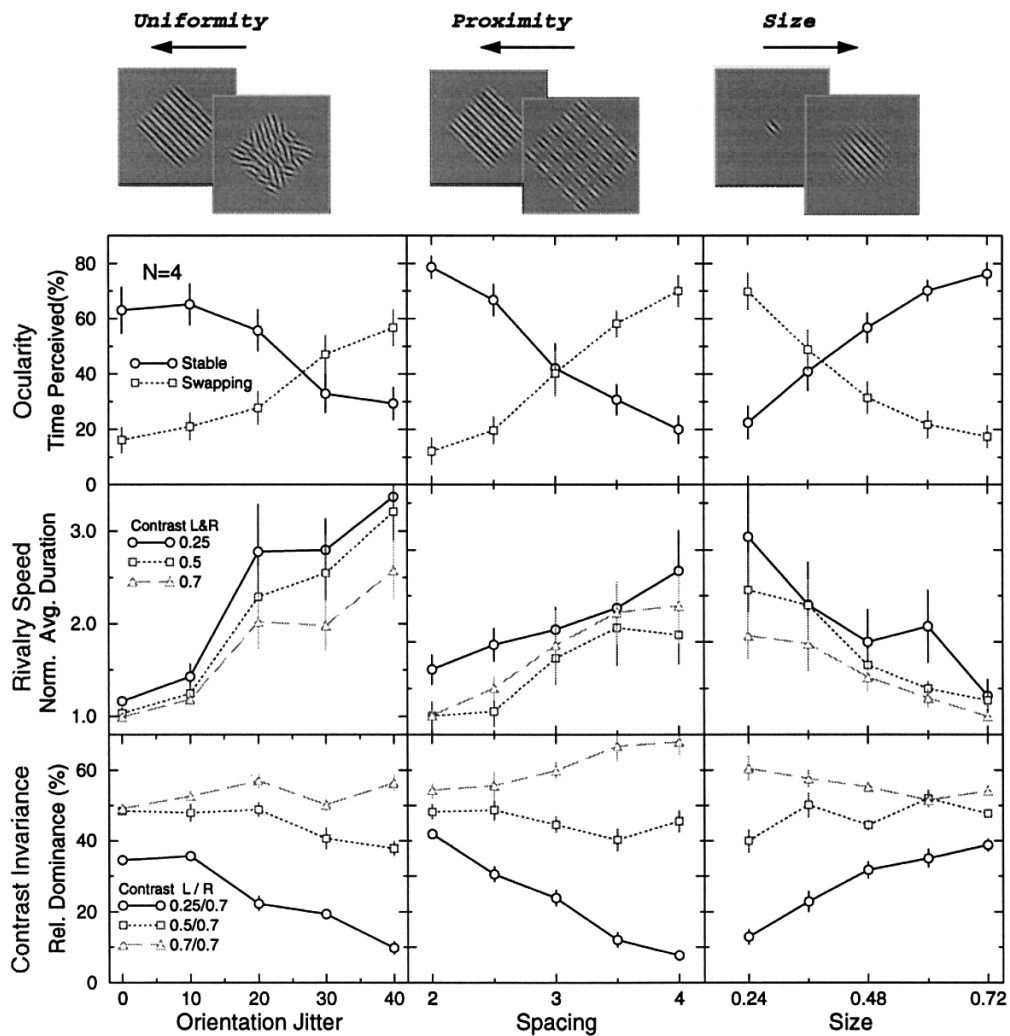 Uniformity
Proximity
Size
Ocularity
Time Perceived(%)
80
60
40
20
0
N=4
Stable
Swapping
Rivalry Speed
Norm. Avg. Duration
3.0
2.0
1.0
Contrast L&R
0.25
0.5
0.7
Contrast Invariance
Rel. Dominance (%)
60
40
20
0
Contrast L / R
0.25/0.7
0.5/0.7
0.7/0.7
0 10 20 30 40
2 3 4
0.24 0.48 0.72
Orientation Jitter
Spacing
Size